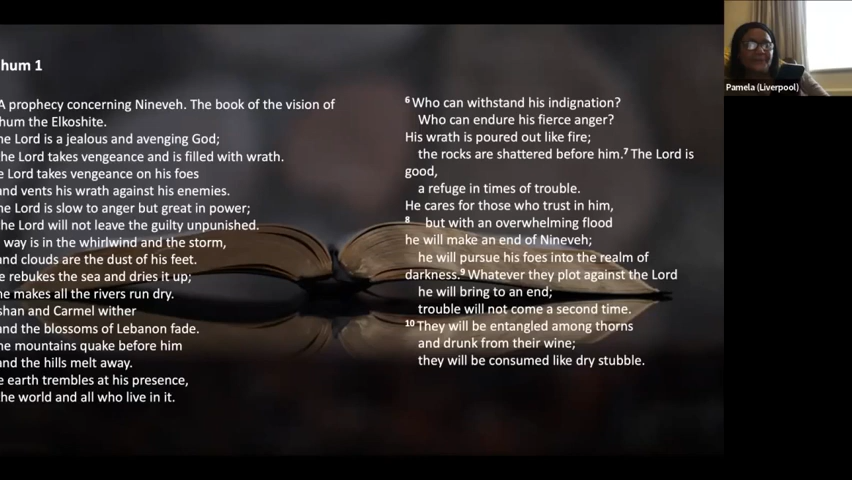 hum 1
A prophecy concerning Nineveh. The book of the vision of
hum the Elkoshite.
he Lord is a jealous and avenging God;
he Lord takes vengeance and is filled with wrath.
e Lord takes vengeance on his foes
and vents his wrath against his enemies.
he Lord is slow to anger but great in power;
he Lord will not leave the guilty unpunished.
way is in the whirlwind and the storm,
and clouds are the dust of his feet.
e rebukes the sea and dries it up;
he makes all the rivers run dry.
shan and Carmel wither
and the blossoms of Lebanon fade.
he mountains quake before him
and the hills melt away.
e earth trembles at his presence,
he world and all who live in it.
6 Who can withstand his indignation?
Who can endure his fierce anger?
His wrath is poured out like fire;
the rocks are shattered before him.7 The Lord is
good,
a refuge in times of trouble.
He cares for those who trust in him,
8 but with an overwhelming flood
he will make an end of Nineveh;
he will pursue his foes into the realm of
darkness.9 Whatever they plot against the Lord
he will bring to an end;
trouble will not come a second time.
10 They will be entangled among thorns
and drunk from their wine;
they will be consumed like dry stubble.
Pamela (Liverpool)